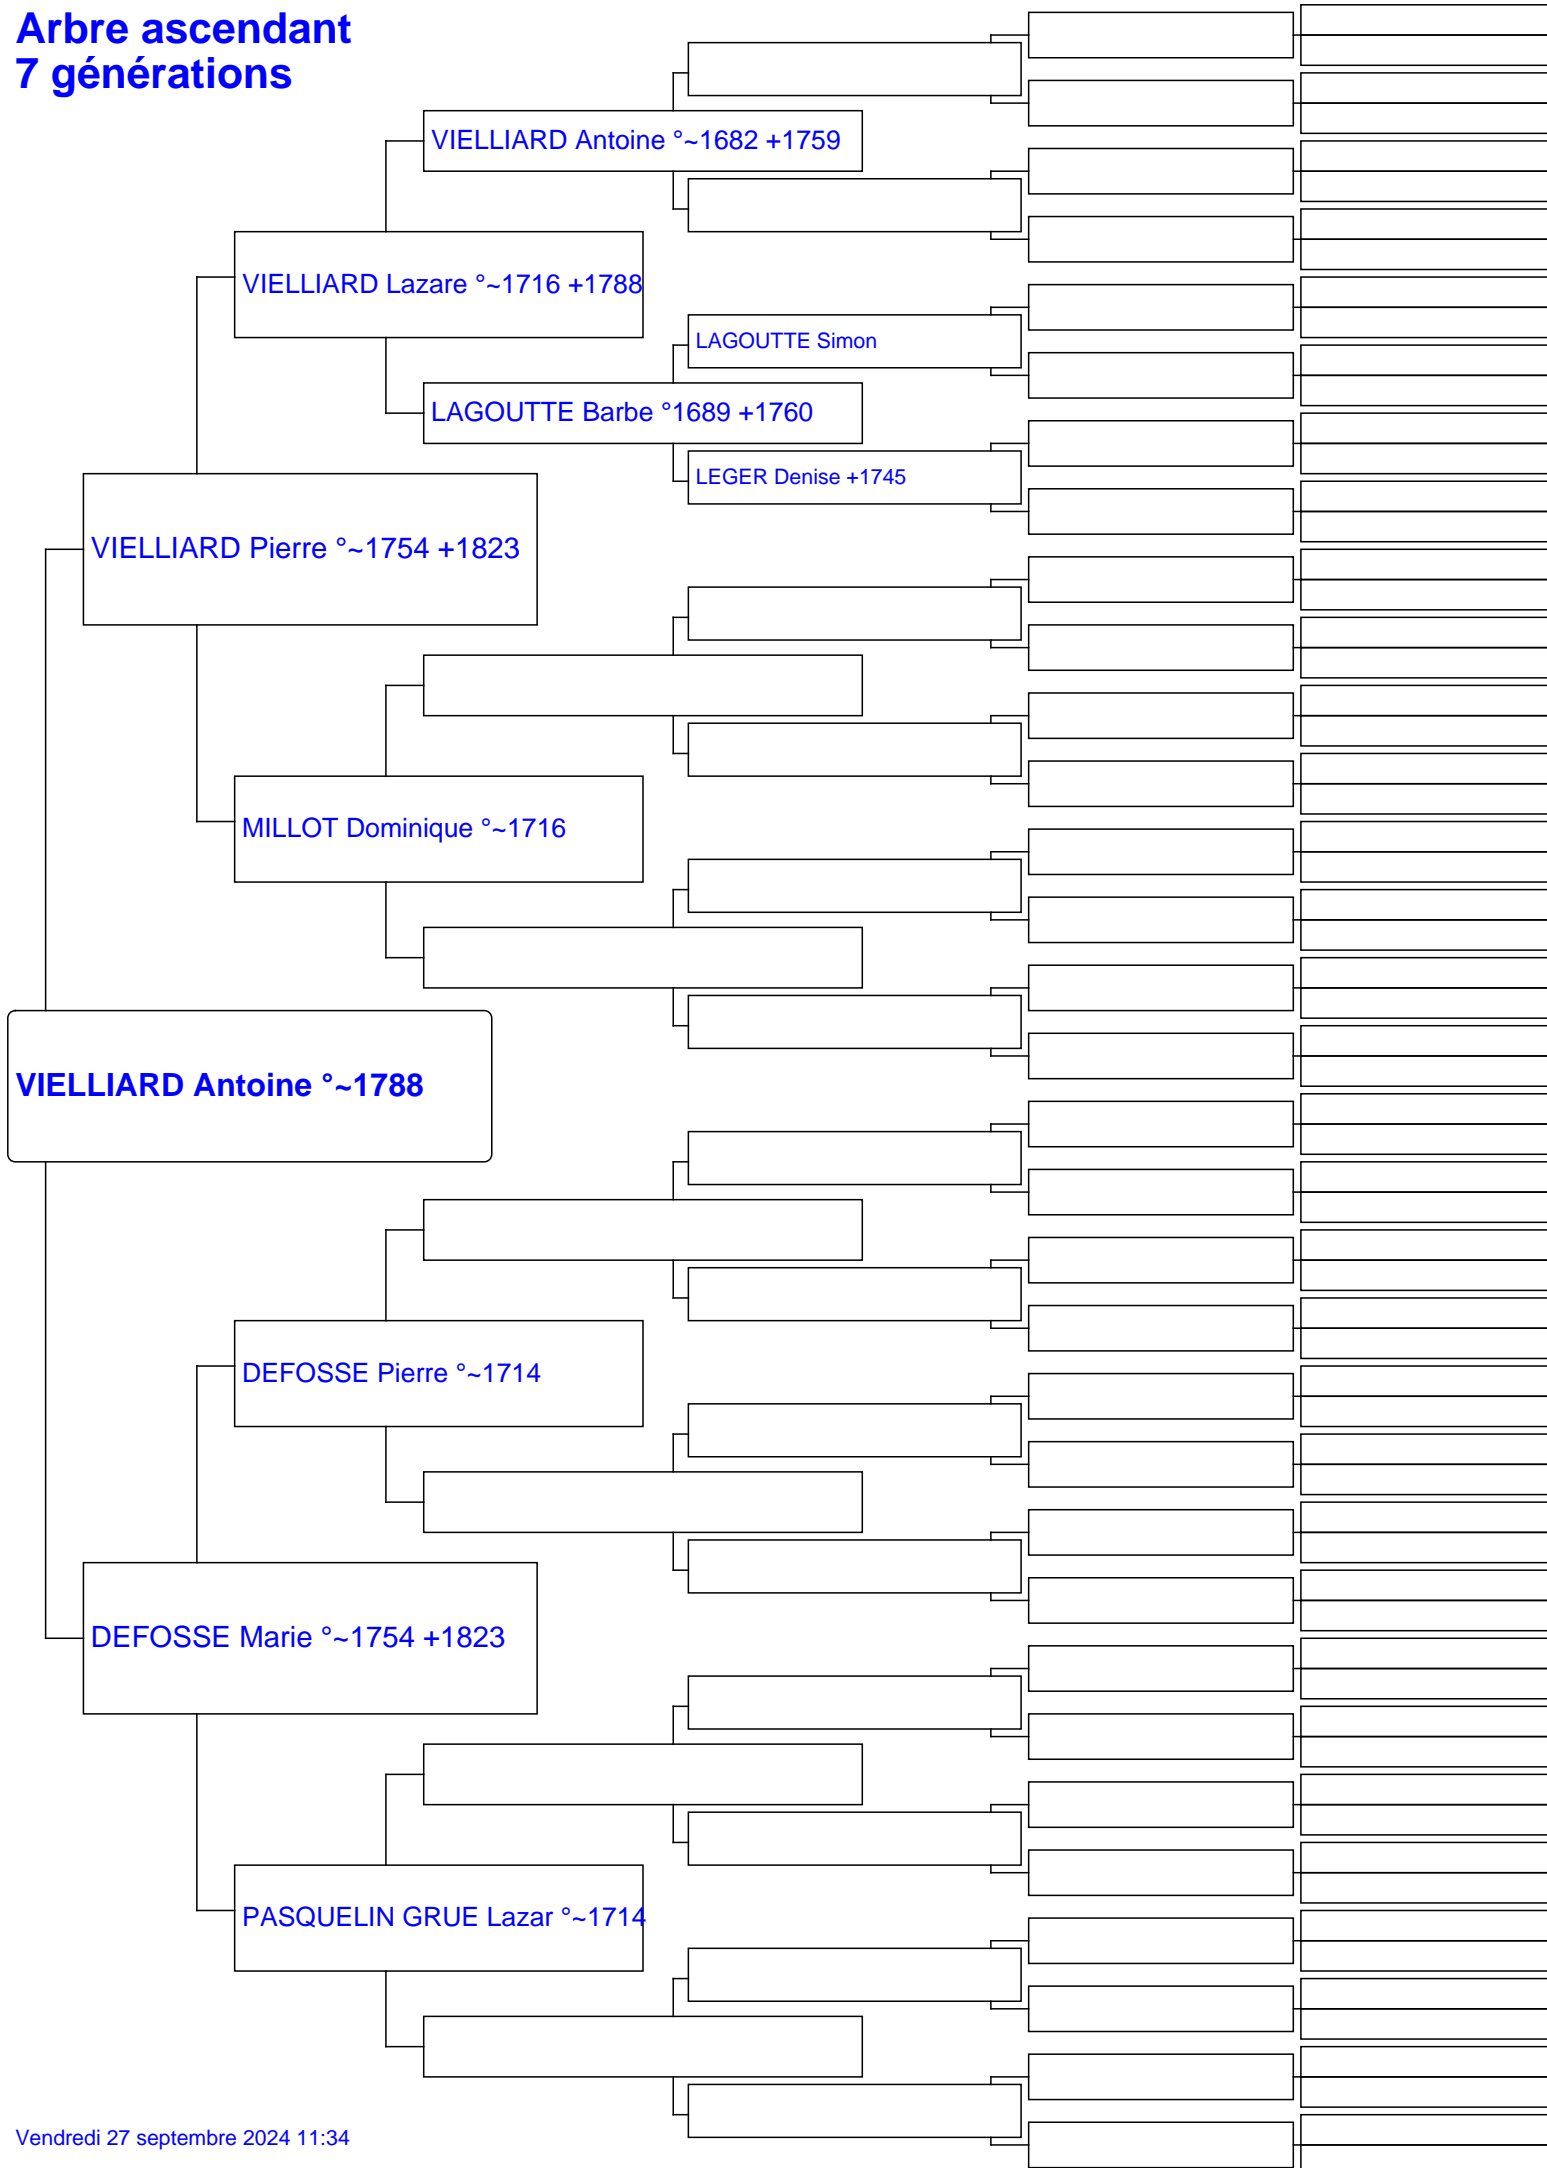 Arbre ascendant
7 générations
VIELLIARD Antoine °~1682 +1759
VIELLIARD Lazare °~1716 +1788
LAGOUTTE Simon
LAGOUTTE Barbe °1689 +1760
LEGER Denise +1745
VIELLIARD Pierre °~1754 +1823
MILLOT Dominique °~1716
VIELLIARD Antoine °~1788
DEFOSSE Pierre °~1714
DEFOSSE Marie °~1754 +1823
PASQUELIN GRUE Lazar °~1714
Vendredi 27 septembre 2024 11:34